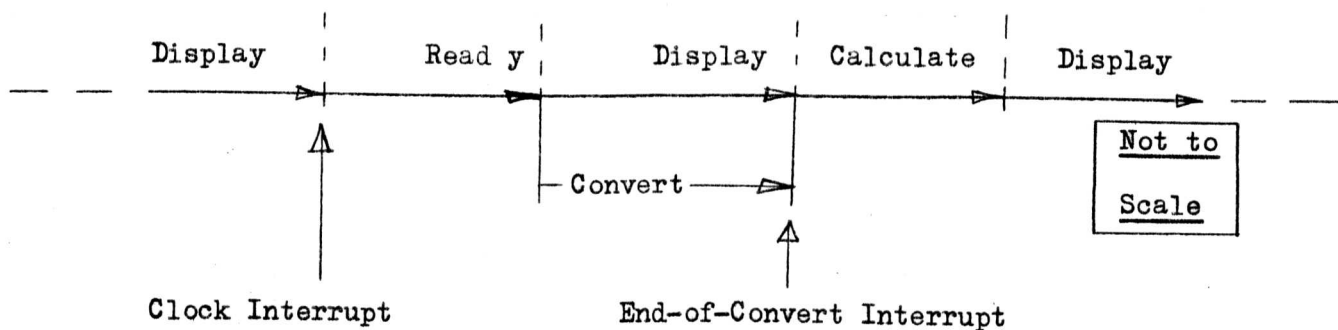 Display Read y Display Calculate Display
Convert
Not to
Scale
Clock Interrupt End-of-Convert Interrupt